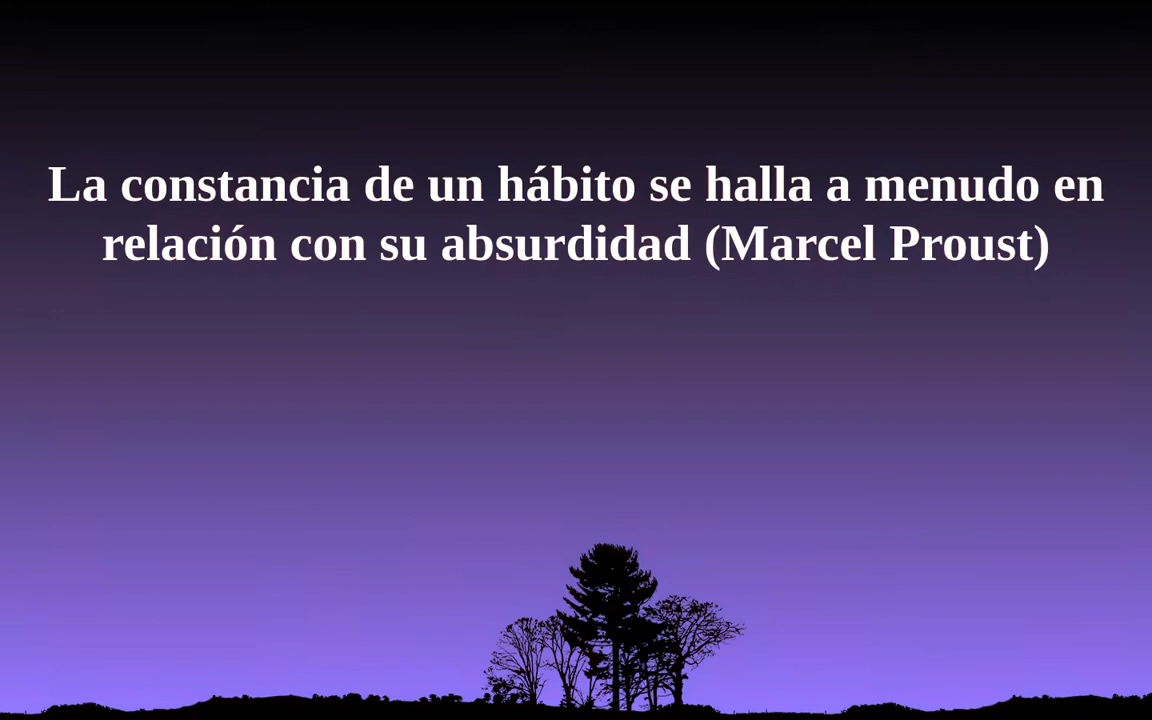 La constancia de un hábito se halla a menudo en
relación con su absurdidad (Marcel Proust)